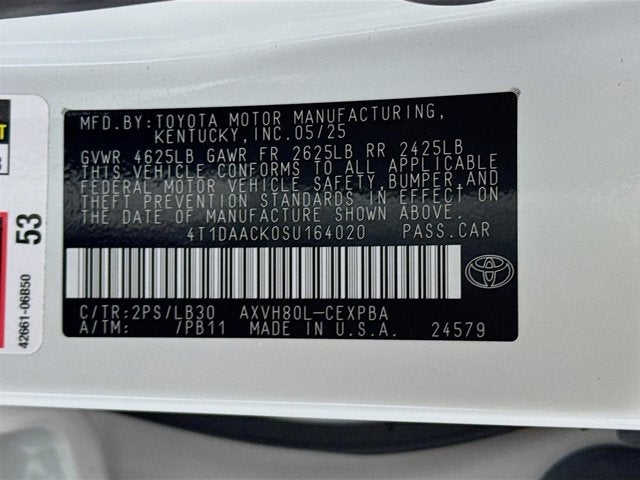 MFD.BY:TOYOTA MOTOR MANUFACTURING,
KENTUCKY,INC.05/25
GVWR 4625LB GAWR FR 2625LB RR 2425LB
THIS VEHICLE CONFORMS TO ALL APPLICABLE
FEDERAL MOTOR VEHICLE SAFETY,BUMPER,AND
THEFT PREVENTION STANDARDS IN EFFECT ON
THE DATE OF MANUFACTURE SHOWN ABOVE.
4T1DAACK0SU164020 PASS.CAR
C/TR:2PS/LB30 AXVH80L-CEXPBA
A/TM: /PB11 MADE IN U.S.A. 24579
53
42661-06B50